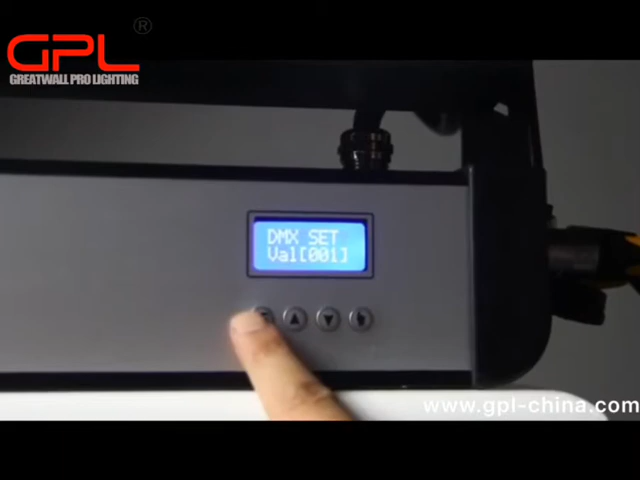 ®
GPL
GREATWALL PRO LIGHTING
DMX SET
Val[001]
www.gpl-china.com